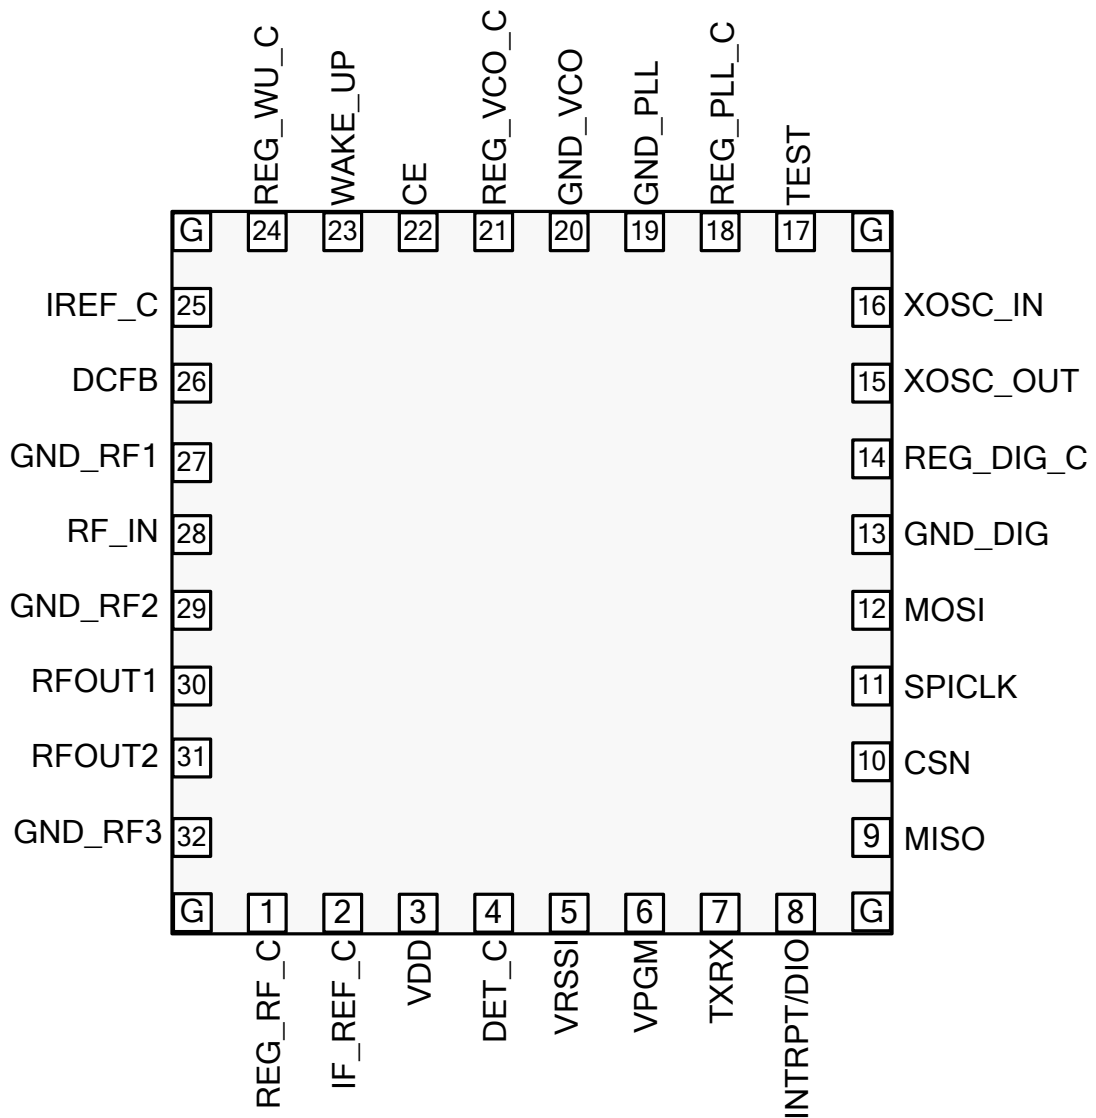 REG_WU_C
WAKE_UP
CE
REG_VCO_C
GND_VCO
GND_PLL
REG_PLL_C
TEST
G 24 23 22 21 20 19 18 17 G
IREF_C 25
16 XOSC_IN
DCFB 26
15 XOSC_OUT
GND_RF1 27
14 REG_DIG_C
RF_IN 28
13 GND_DIG
GND_RF2 29
12 MOSI
RFOUT1 30
11 SPICLK
RFOUT2 31
10 CSN
GND_RF3 32
9 MISO
G 1 2 3 4 5 6 7 8 G
REG_RF_C
IF_REF_C
VDD
DET_C
VRSSI
VPGM
TXRX
INTRPT/DIO